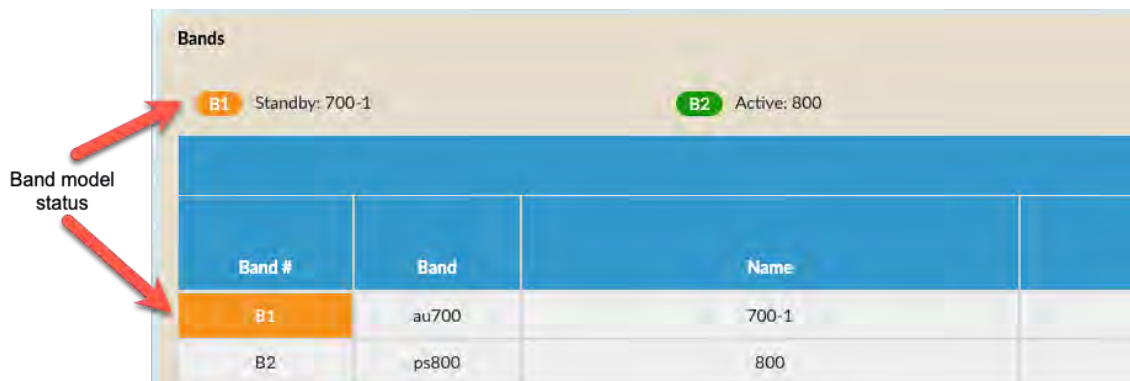 Bands
B1 Standby: 700-1 B2 Active: 800
Band model
status
Band # Band Name
B1 au700 700-1
B2 ps800 800